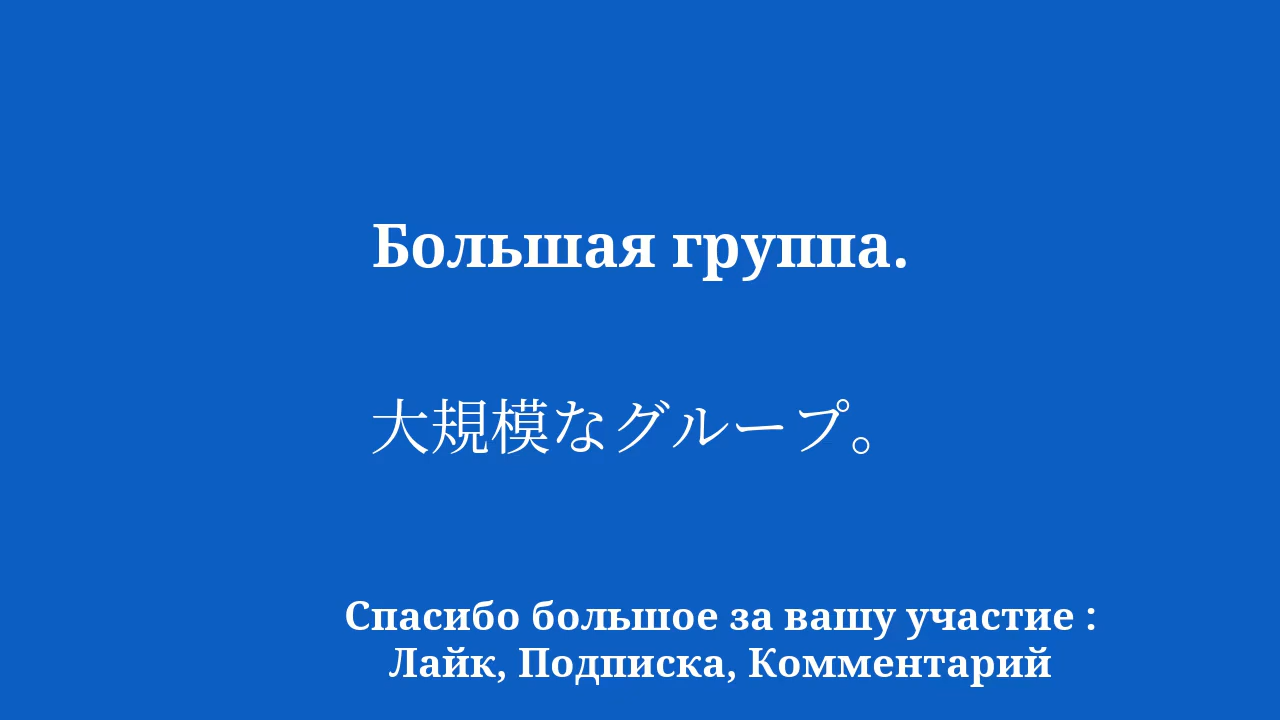 Большая группа.
大規模なグループ。
Спасибо большое за вашу участие :
Лайк, Подписка, Комментарий